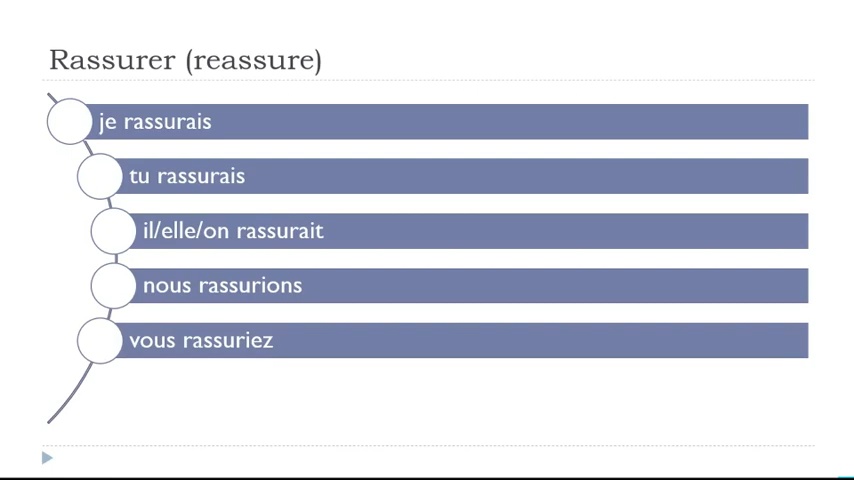 Rassurer (reassure)
je rassurais
tu rassurais
il/elle/on rassurait
nous rassurions
vous rassuriez